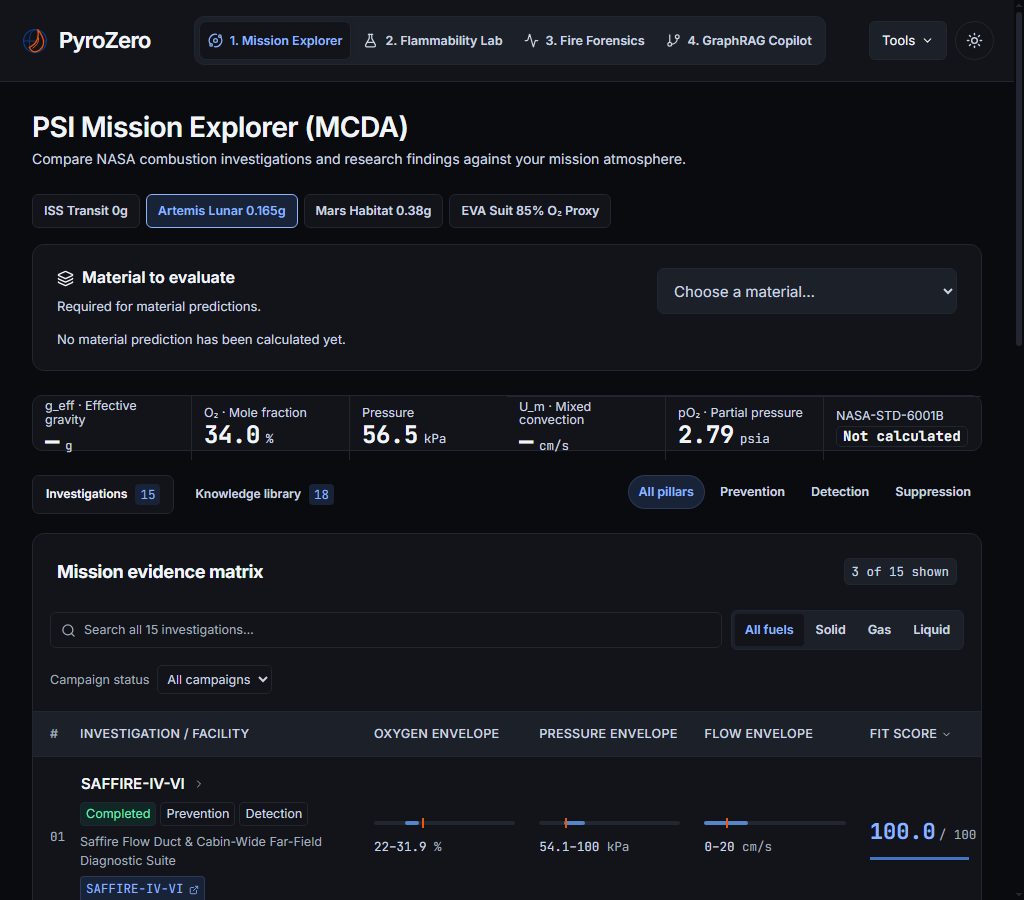 PyroZero
1. Mission Explorer
2. Flammability Lab
3. Fire Forensics
4. GraphRAG Copilot
Tools
PSI Mission Explorer (MCDA)
Compare NASA combustion investigations and research findings against your mission atmosphere.
ISS Transit 0g
Artemis Lunar 0.165g
Mars Habitat 0.38g
EVA Suit 85% O₂ Proxy
Material to evaluate
Required for material predictions.
No material prediction has been calculated yet.
Choose a material...
g_eff · Effective
gravity
— g
O₂ · Mole fraction
34.0 %
Pressure
56.5 kPa
U_m · Mixed
convection
— cm/s
pO₂ · Partial pressure
2.79 psia
NASA-STD-6001B
Not calculated
Investigations 15
Knowledge library 18
All pillars
Prevention
Detection
Suppression
Mission evidence matrix
3 of 15 shown
Search all 15 investigations...
All fuels
Solid
Gas
Liquid
Campaign status
All campaigns
# INVESTIGATION / FACILITY OXYGEN ENVELOPE PRESSURE ENVELOPE FLOW ENVELOPE FIT SCORE
SAFFIRE-IV-VI
Completed Prevention Detection
01
Saffire Flow Duct & Cabin-Wide Far-Field
Diagnostic Suite
SAFFIRE-IV-VI
22–31.9 %
54.1–100 kPa
0–20 cm/s
100.0 / 100